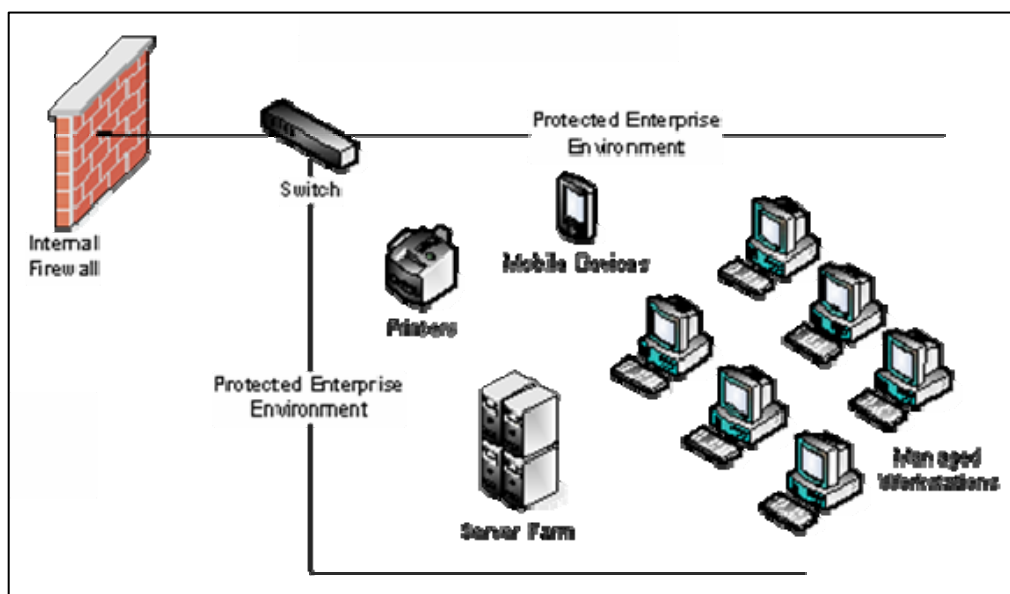 Protected Enterprise
Environment
Switch
Internal
Firewall
Mobile Devices
Printers
Protected Enterprise
Environment
Managed
Workstations
Server Farm